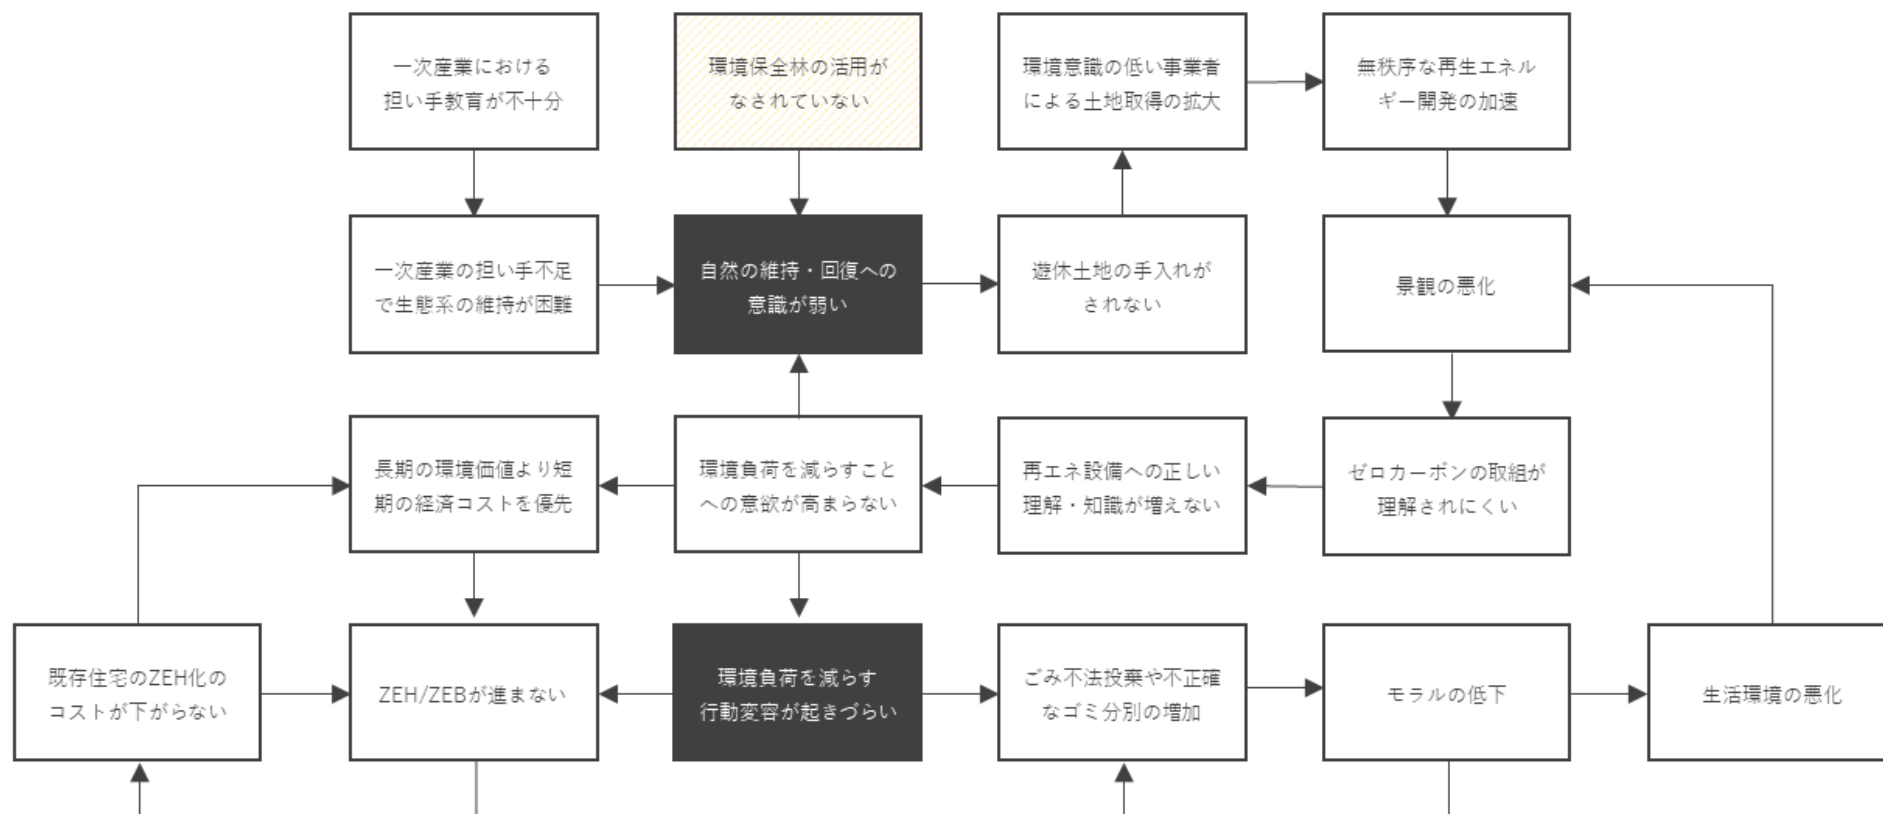 一次産業における
担い手教育が不十分
環境保全林の活用が
なされていない
環境意識の低い事業者
による土地取得の拡大
無秩序な再生エネル
ギー開発の加速
一次産業の担い手不足
で生態系の維持が困難
自然の維持・回復への
意識が弱い
遊休土地の手入れが
されない
景観の悪化
長期の環境価値より短
期の経済コストを優先
環境負荷を減らすこと
への意欲が高まらない
再エネ設備への正しい
理解・知識が増えない
ゼロカーボンの取組が
理解されにくい
既存住宅のZEH化の
コストが下がらない
ZEH/ZEBが進まない
環境負荷を減らす
行動変容が起きづらい
ごみ不法投棄や不正確
なゴミ分別の増加
モラルの低下
生活環境の悪化